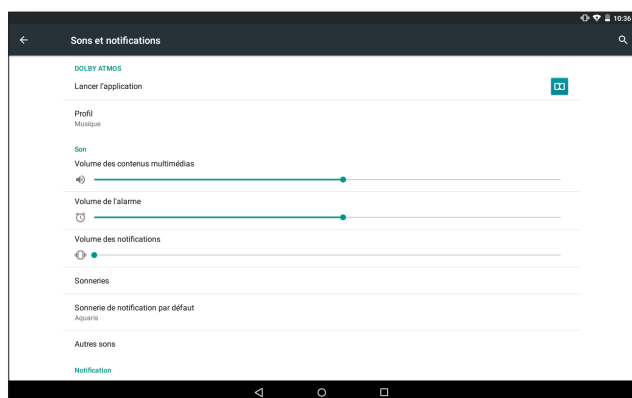 10:36
Sons et notifications
DOLBY ATMOS
Lancer l'application
Profil
Musique
Son
Volume des contenus multimédias
Volume de l'alarme
Volume des notifications
Sonneries
Sonnerie de notification par défaut
Aquaris
Autres sons
Notification